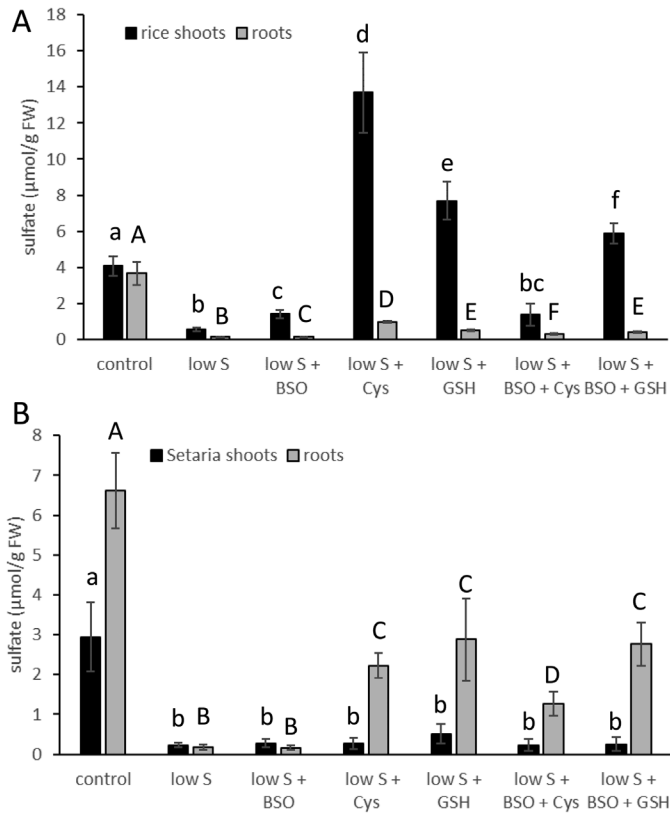 A
rice shoots roots
sulfate (µmol/g FW)
18
16
14
12
10
8
6
4
2
0
a A b B c C d D e E bc F f E
control low S low S + low S + low S + low S + low S +
BSO Cys GSH BSO + Cys BSO + GSH
B
Setaria shoots roots
sulfate (µmol/g FW)
8
7
6
5
4
3
2
1
0
a A b B b B b C b C b D b C
control low S low S + low S + low S + low S + low S +
BSO Cys GSH BSO + Cys BSO + GSH